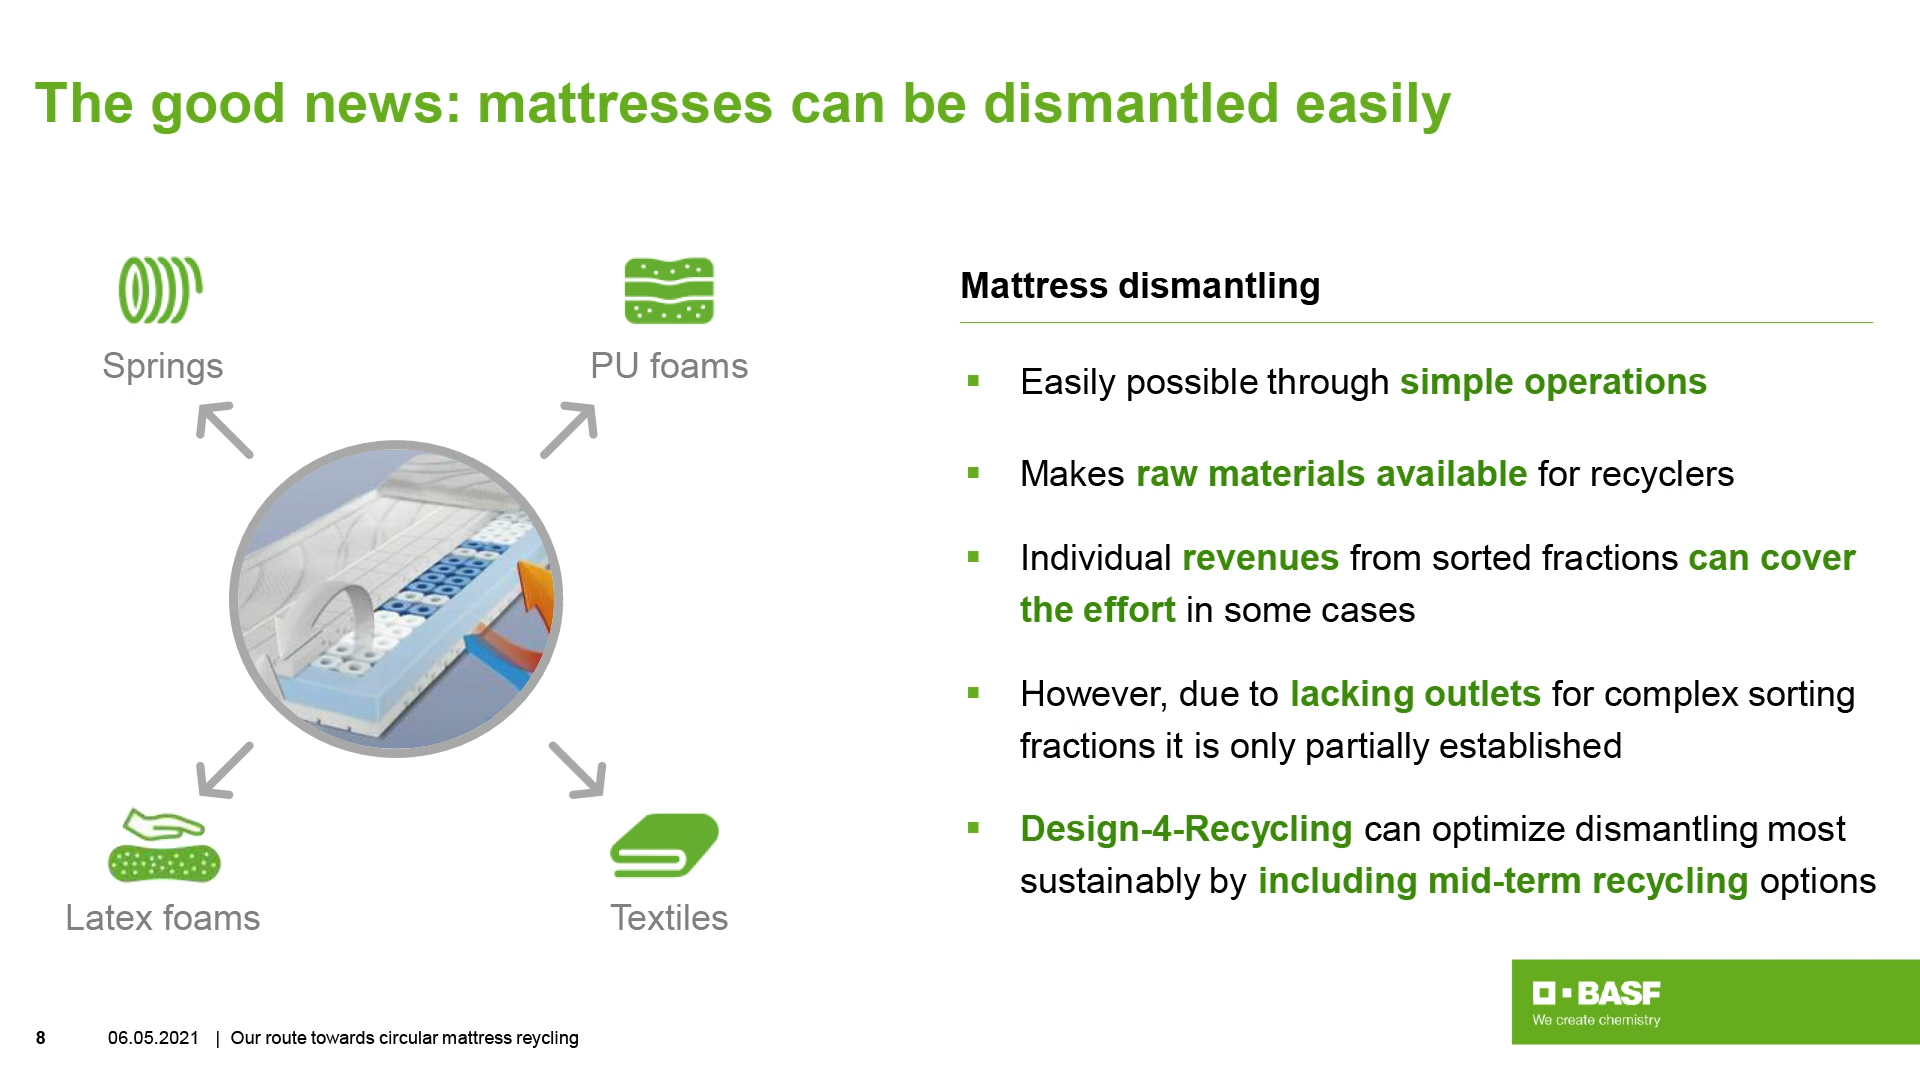 The good news: mattresses can be dismantled easily
Springs
PU foams
Latex foams
Textiles
Mattress dismantling
Easily possible through simple operations
Makes raw materials available for recyclers
Individual revenues from sorted fractions can cover
the effort in some cases
However, due to lacking outlets for complex sorting
fractions it is only partially established
Design-4-Recycling can optimize dismantling most
sustainably by including mid-term recycling options
BASF
We create chemistry
8 06.05.2021 | Our route towards circular mattress reycling